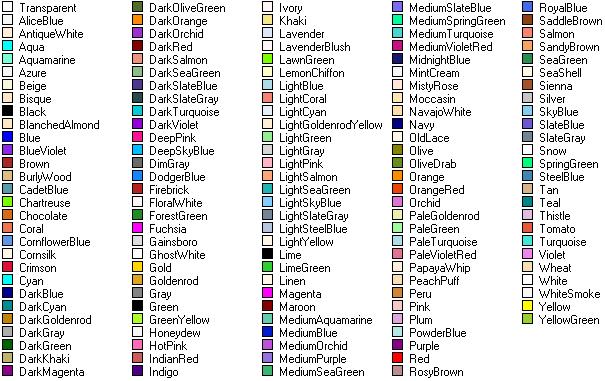 Transparent
AliceBlue
AntiqueWhite
Aqua
Aquamarine
Azure
Beige
Bisque
Black
BlanchedAlmond
Blue
BlueViolet
Brown
BurlyWood
CadetBlue
Chartreuse
Chocolate
Coral
CornflowerBlue
Cornsilk
Crimson
Cyan
DarkBlue
DarkCyan
DarkGoldenrod
DarkGray
DarkGreen
DarkKhaki
DarkMagenta
DarkOliveGreen
DarkOrange
DarkOrchid
DarkRed
DarkSalmon
DarkSeaGreen
DarkSlateBlue
DarkSlateGray
DarkTurquoise
DarkViolet
DeepPink
DeepSkyBlue
DimGray
DodgerBlue
Firebrick
FloralWhite
ForestGreen
Fuchsia
Gainsboro
GhostWhite
Gold
Goldenrod
Gray
Green
GreenYellow
Honeydew
HotPink
IndianRed
Indigo
Ivory
Khaki
Lavender
LavenderBlush
LawnGreen
LemonChiffon
LightBlue
LightCoral
LightCyan
LightGoldenrodYellow
LightGreen
LightGray
LightPink
LightSalmon
LightSeaGreen
LightSkyBlue
LightSlateGray
LightSteelBlue
LightYellow
Lime
LimeGreen
Linen
Magenta
Maroon
MediumAquamarine
MediumBlue
MediumOrchid
MediumPurple
MediumSeaGreen
MediumSlateBlue
MediumSpringGreen
MediumTurquoise
MediumVioletRed
MidnightBlue
MintCream
MistyRose
Moccasin
NavajoWhite
Navy
OldLace
Olive
OliveDrab
Orange
OrangeRed
Orchid
PaleGoldenrod
PaleGreen
PaleTurquoise
PaleVioletRed
PapayaWhip
PeachPuff
Peru
Pink
Plum
PowderBlue
Purple
Red
RosyBrown
RoyalBlue
SaddleBrown
Salmon
SandyBrown
SeaGreen
SeaShell
Sienna
Silver
SkyBlue
SlateBlue
SlateGray
Snow
SpringGreen
SteelBlue
Tan
Teal
Thistle
Tomato
Turquoise
Violet
Wheat
White
WhiteSmoke
Yellow
YellowGreen